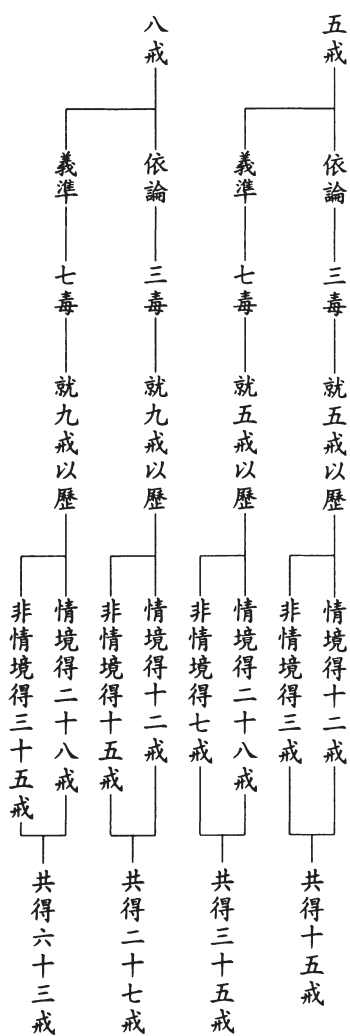 五戒
依論
三毒
就五戒以歷
情境得十二戒
非情境得三戒
共得十五戒
義準
七毒
就五戒以歷
情境得二十八戒
非情境得七戒
共得三十五戒
八戒
依論
三毒
就九戒以歷
情境得十二戒
非情境得十五戒
共得二十七戒
義準
七毒
就九戒以歷
情境得二十八戒
非情境得三十五戒
共得六十三戒